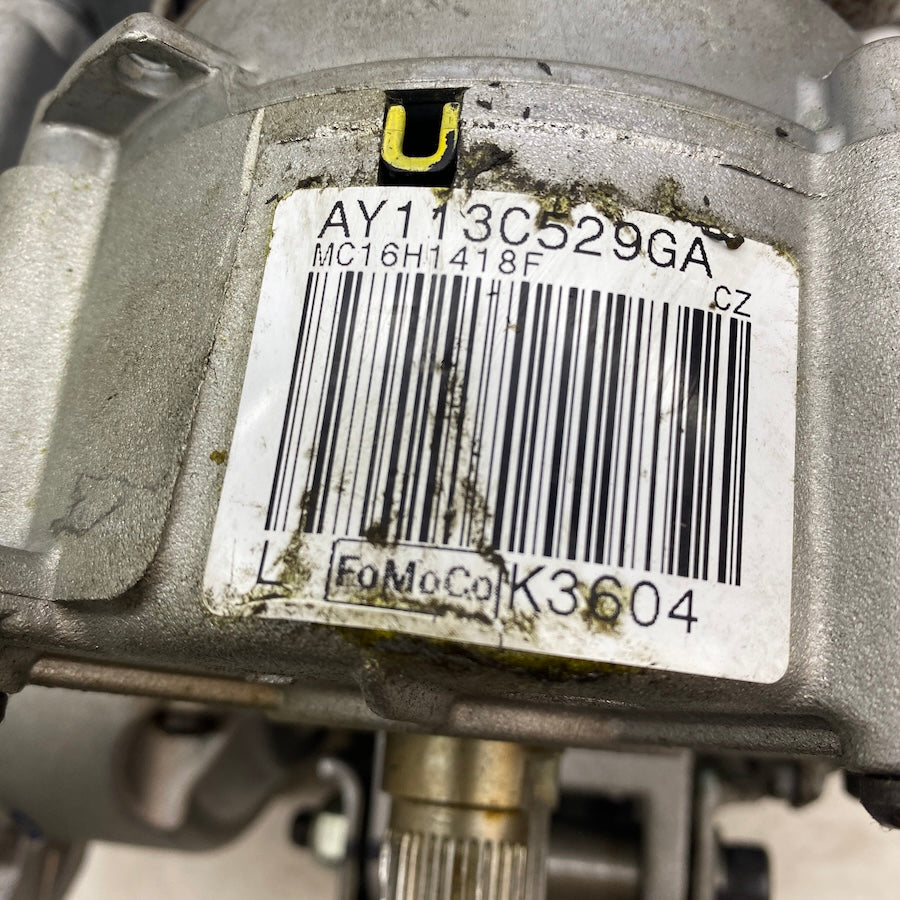 AY113C529GA
MC16H1418F
CZ
L FoMoCo K3604